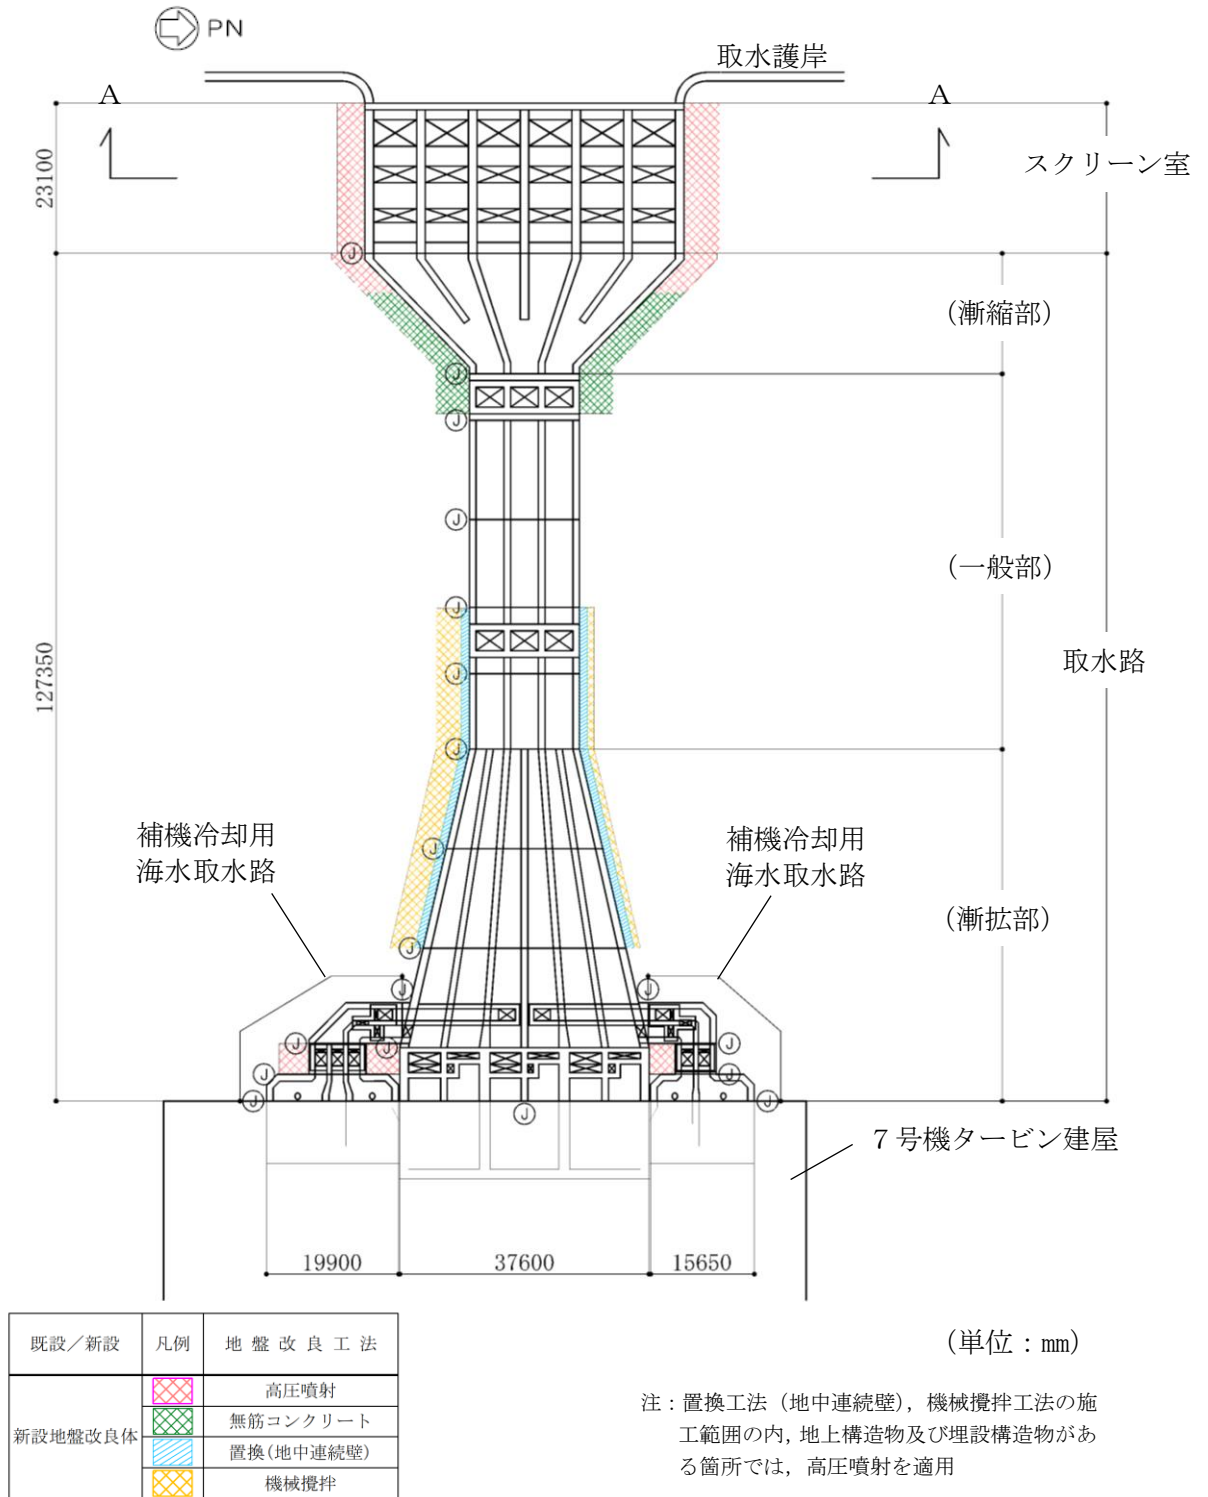 PN
取水護岸
A
A
23100
スクリーン室
J
(漸縮部)
J
J
J
(一般部)
J
127350
取水路
J
J
補機冷却用
海水取水路
補機冷却用
海水取水路
J
(漸拡部)
J
J
J
J
J
J
J
J
J
J
J
7号機タービン建屋
19900
37600
15650
既設/新設
凡例
地盤改良工法
(単位:mm)
高圧噴射
新設地盤改良体
無筋コンクリート
置換(地中連続壁)
機械攪拌
注:置換工法(地中連続壁),機械攪拌工法の施
工範囲の内,地上構造物及び埋設構造物があ
る箇所では,高圧噴射を適用